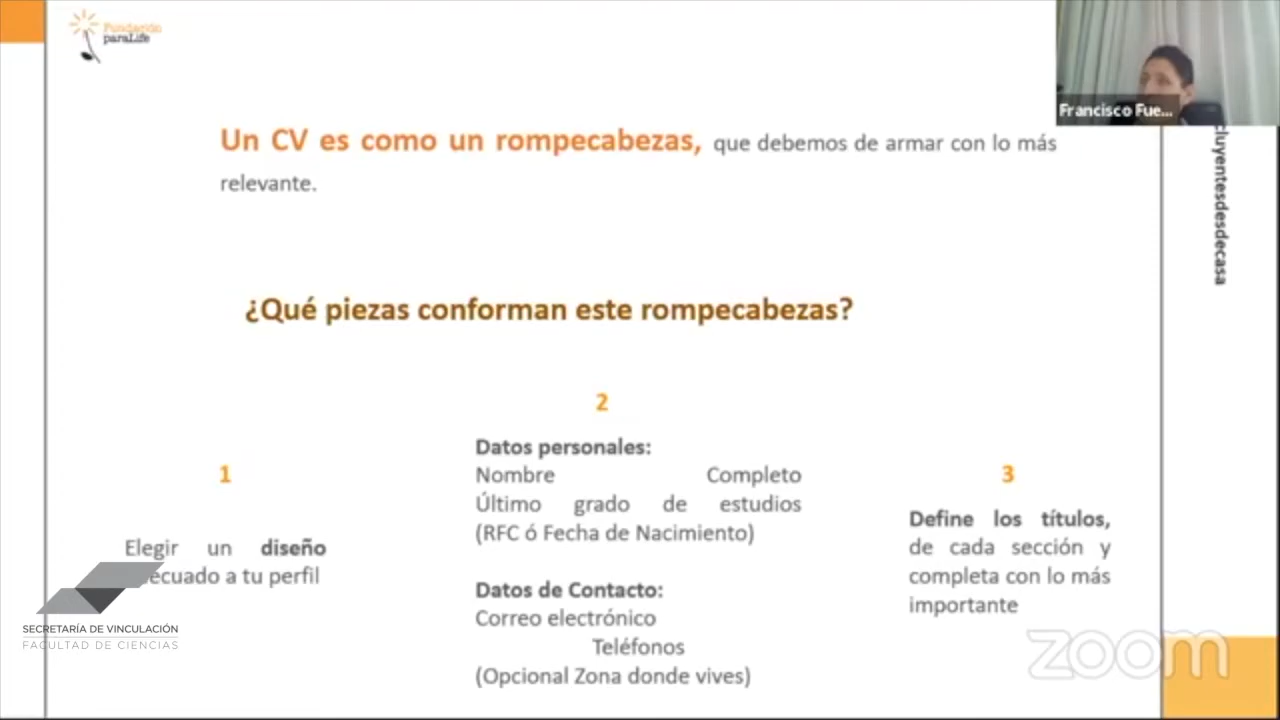 Fundación
paraLife
Francisco Fue...
Un CV es como un rompecabezas, que debemos de armar con lo más
relevante.
cluyentesdesdecasa
¿Qué piezas conforman este rompecabezas?
1
Elegir un diseño
ecuado a tu perfil
2
Datos personales:
Nombre Completo
Último grado de estudios
(RFC ó Fecha de Nacimiento)
Datos de Contacto:
Correo electrónico
Teléfonos
(Opcional Zona donde vives)
3
Define los títulos,
de cada sección y
completa con lo más
importante
SECRETARÍA DE VINCULACIÓN
FACULTAD DE CIENCIAS
zoom